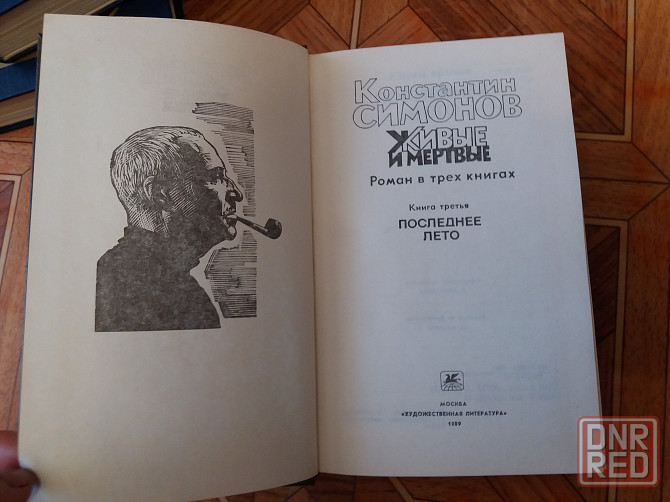 Константин
СИМОНОВ
ЖИВЫЕ
И МЕРТВЫЕ
Роман в трех книгах
Книга третья
ПОСЛЕДНЕЕ
ЛЕТО
МОСКВА
«ХУДОЖЕСТВЕННАЯ ЛИТЕРАТУРА»
1989
DNR
RED